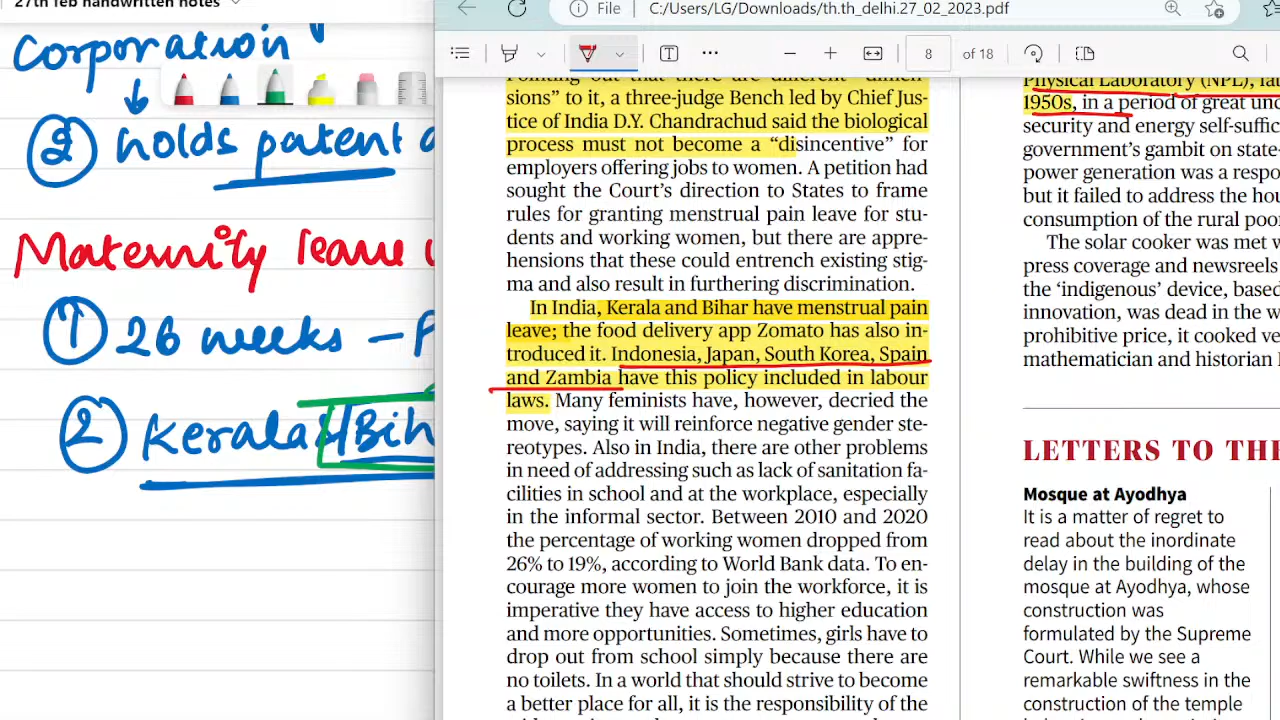 27th feb handwritten notes
Corporation
② holds patent
Maternity leave
① 26 weeks –
② Kerala & Bih
File
C:/Users/LG/Downloads/th.th_delhi.27_02_2023.pdf
8 of 18
Pointing out that there are different "dimen-
sions" to it, a three-judge Bench led by Chief Jus-
tice of India D.Y. Chandrachud said the biological
process must not become a "disincentive" for
employers offering jobs to women. A petition had
sought the Court's direction to States to frame
rules for granting menstrual pain leave for stu-
dents and working women, but there are appre-
hensions that these could entrench existing stig-
ma and also result in furthering discrimination.
In India, Kerala and Bihar have menstrual pain
leave; the food delivery app Zomato has also in-
troduced it. Indonesia, Japan, South Korea, Spain
and Zambia have this policy included in labour
laws. Many feminists have, however, decried the
move, saying it will reinforce negative gender ste-
reotypes. Also in India, there are other problems
in need of addressing such as lack of sanitation fa-
cilities in school and at the workplace, especially
in the informal sector. Between 2010 and 2020
the percentage of working women dropped from
26% to 19%, according to World Bank data. To en-
courage more women to join the workforce, it is
imperative they have access to higher education
and more opportunities. Sometimes, girls have to
drop out from school simply because there are
no toilets. In a world that should strive to become
a better place for all, it is the responsibility of the
Physical Laboratory (NPL), la
1950s, in a period of great unc
security and energy self-suffic
government's gambit on state-
power generation was a respo
but it failed to address the hou
consumption of the rural poor
The solar cooker was met w
press coverage and newsreels
the 'indigenous' device, based
innovation, was dead in the w
prohibitive price, it cooked ve
mathematician and historian
LETTERS TO THE
Mosque at Ayodhya
It is a matter of regret to
read about the inordinate
delay in the building of the
mosque at Ayodhya, whose
construction was
formulated by the Supreme
Court. While we see a
remarkable swiftness in the
construction of the temple